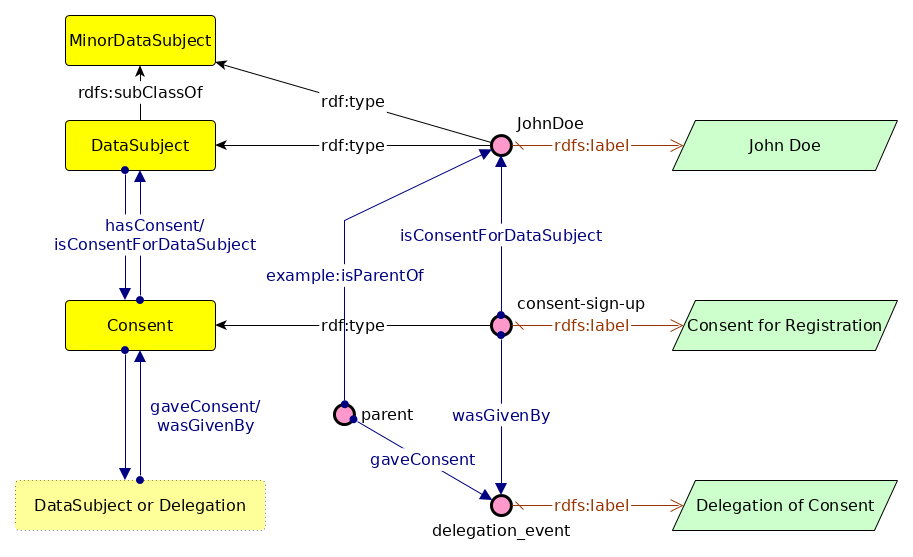 MinorDataSubject
rdfs:subClassOf
rdf:type
JohnDoe
DataSubject
rdf:type
rdfs:label
John Doe
hasConsent/
isConsentForDataSubject
isConsentForDataSubject
example:isParentOf
consent-sign-up
Consent
rdf:type
rdfs:label
Consent for Registration
gaveConsent/
wasGivenBy
parent
wasGivenBy
gaveConsent
DataSubject or Delegation
rdfs:label
Delegation of Consent
delegation_event